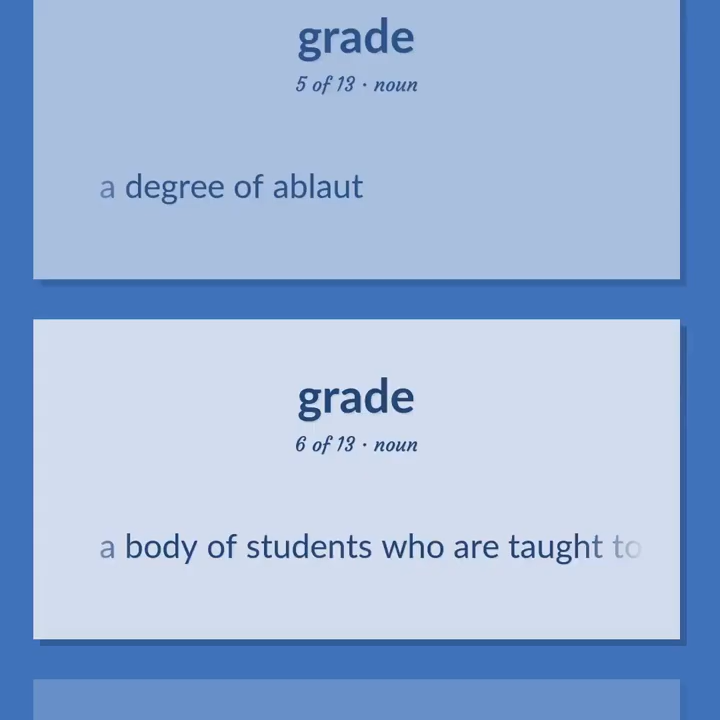 grade
5 of 13 · noun
a degree of ablaut
grade
6 of 13 · noun
a body of students who are taught to